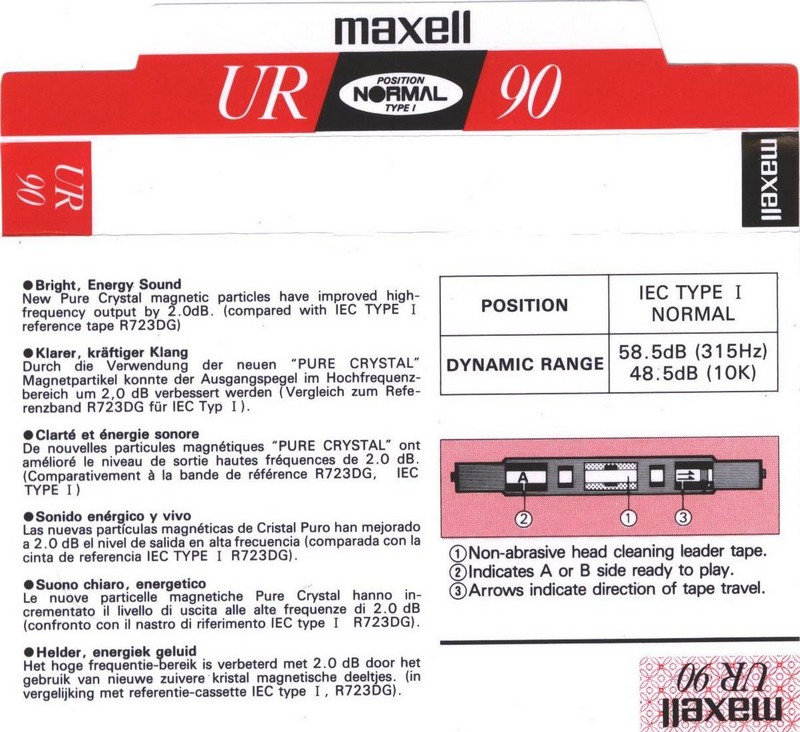 maxell
UR POSITION NORMAL TYPE I 90
UR 90
maxell
●Bright, Energy Sound
New Pure Crystal magnetic particles have improved high-
frequency output by 2.0dB. (compared with IEC TYPE I
reference tape R723DG)
●Klarer, kräftiger Klang
Durch die Verwendung der neuen "PURE CRYSTAL"
Magnetpartikel konnte der Ausgangspegel im Hochfrequenz-
bereich um 2,0 dB verbessert werden (Vergleich zum Refe-
renzband R723DG für IEC Typ I).
●Clarté et énergie sonore
De nouvelles particules magnétiques "PURE CRYSTAL" ont
amélioré le niveau de sortie hautes fréquences de 2.0 dB.
(Comparativement à la bande de référence R723DG, IEC
TYPE I)
●Sonido enérgico y vivo
Las nuevas partículas magnéticas de Cristal Puro han mejorado
a 2.0 dB el nivel de salida en alta frecuencia (comparada con la
cinta de referencia IEC TYPE I R723DG).
●Suono chiaro, energetico
Le nuove particelle magnetiche Pure Crystal hanno in-
crementato il livello di uscita alle alte frequenze di 2.0 dB
(confronto con il nastro di riferimento IEC type I R723DG).
●Helder, energiek geluid
Het hoge frequentie-bereik is verbeterd met 2.0 dB door het
gebruik van nieuwe zuivere kristal magnetische deeltjes. (in
vergelijking met referentie-cassette IEC type I, R723DG).
POSITION
IEC TYPE I
NORMAL
DYNAMIC RANGE
58.5dB (315Hz)
48.5dB (10K)
A
② ① ③
①Non-abrasive head cleaning leader tape.
②Indicates A or B side ready to play.
③Arrows indicate direction of tape travel.
maxell
UR 90